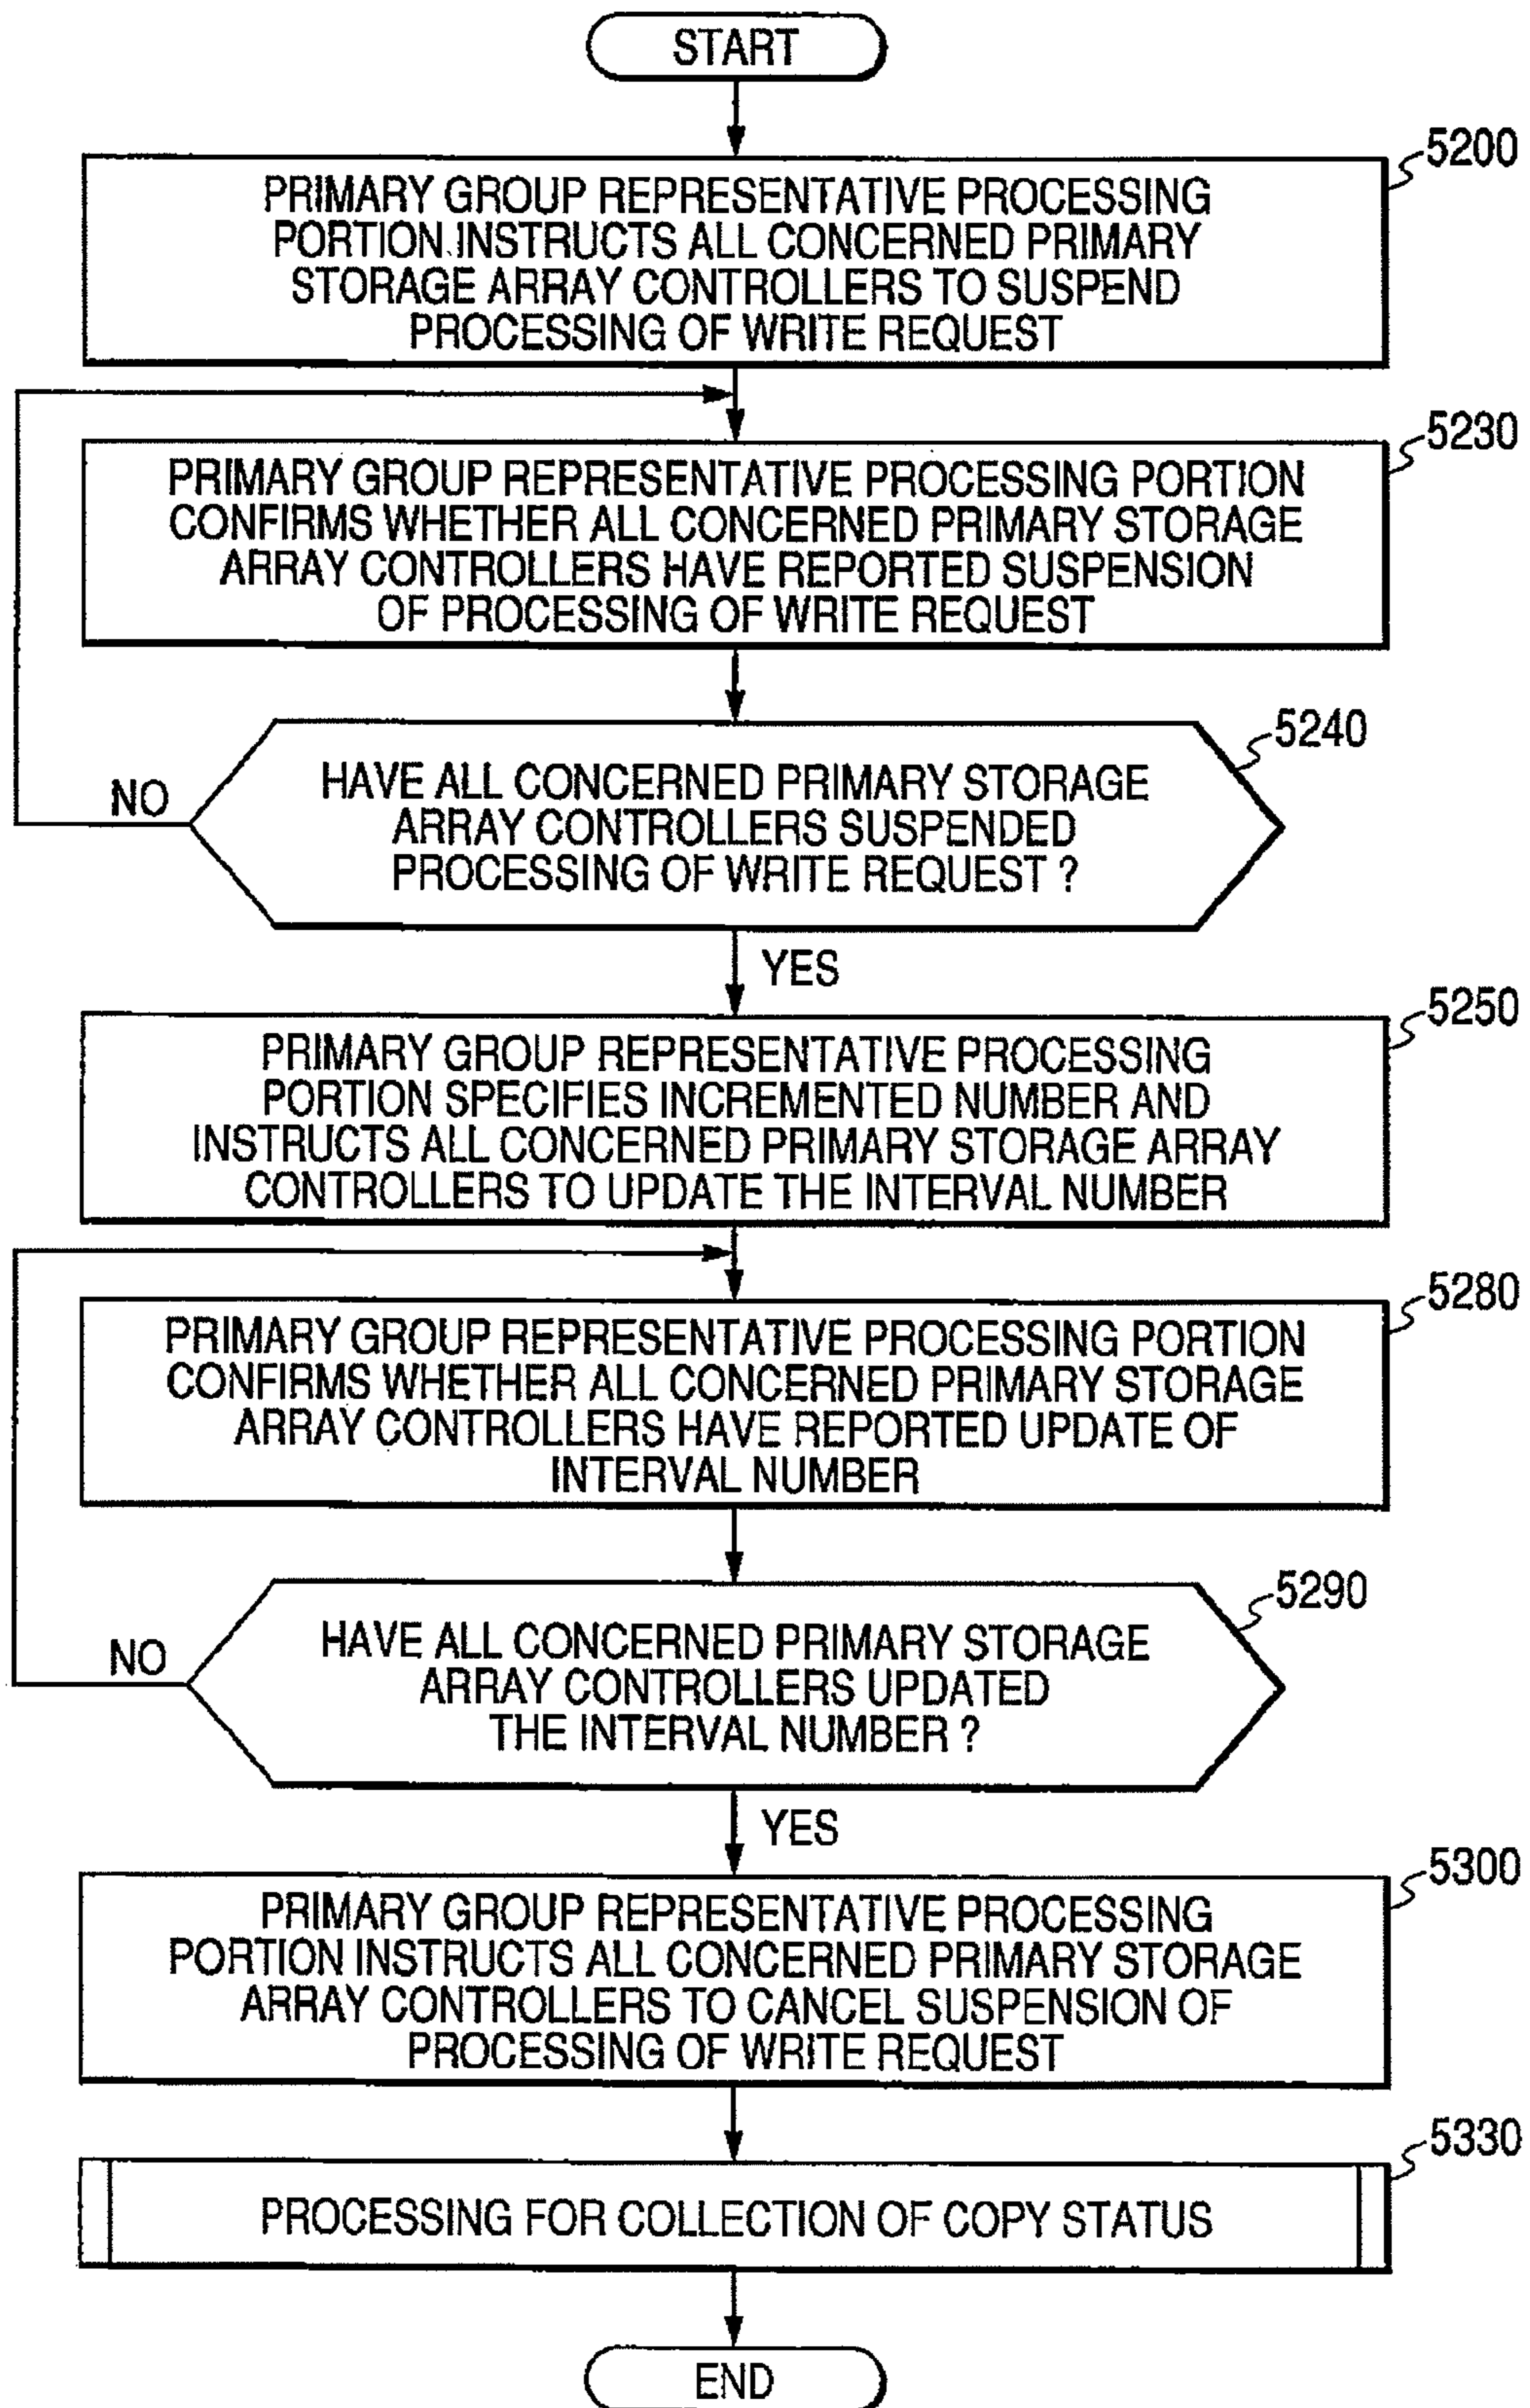 START
5200
PRIMARY GROUP REPRESENTATIVE PROCESSING
PORTION INSTRUCTS ALL CONCERNED PRIMARY
STORAGE ARRAY CONTROLLERS TO SUSPEND
PROCESSING OF WRITE REQUEST
5230
PRIMARY GROUP REPRESENTATIVE PROCESSING PORTION
CONFIRMS WHETHER ALL CONCERNED PRIMARY STORAGE
ARRAY CONTROLLERS HAVE REPORTED SUSPENSION
OF PROCESSING OF WRITE REQUEST
5240
HAVE ALL CONCERNED PRIMARY STORAGE
ARRAY CONTROLLERS SUSPENDED
PROCESSING OF WRITE REQUEST ?
NO
YES
5250
PRIMARY GROUP REPRESENTATIVE PROCESSING
PORTION SPECIFIES INCREMENTED NUMBER AND
INSTRUCTS ALL CONCERNED PRIMARY STORAGE ARRAY
CONTROLLERS TO UPDATE THE INTERVAL NUMBER
5280
PRIMARY GROUP REPRESENTATIVE PROCESSING PORTION
CONFIRMS WHETHER ALL CONCERNED PRIMARY STORAGE
ARRAY CONTROLLERS HAVE REPORTED UPDATE OF
INTERVAL NUMBER
5290
HAVE ALL CONCERNED PRIMARY STORAGE
ARRAY CONTROLLERS UPDATED
THE INTERVAL NUMBER ?
NO
YES
5300
PRIMARY GROUP REPRESENTATIVE PROCESSING
PORTION INSTRUCTS ALL CONCERNED PRIMARY STORAGE
ARRAY CONTROLLERS TO CANCEL SUSPENSION OF
PROCESSING OF WRITE REQUEST
5330
PROCESSING FOR COLLECTION OF COPY STATUS
END